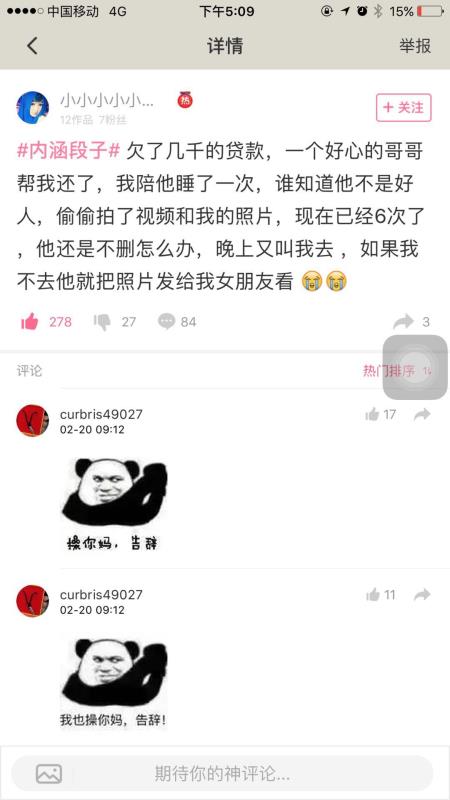 中国移动 4G 下午5:09 15%
详情 举报
小小小小小... 热
12作品 7粉丝
+ 关注
#内涵段子# 欠了几千的贷款，一个好心的哥哥
帮我还了，我陪他睡了一次，谁知道他不是好
人，偷偷拍了视频和我的照片，现在已经6次了
，他还是不删怎么办，晚上又叫我去 ，如果我
不去他就把照片发给我女朋友看 😭😭
278 27 84 3
评论 热门排序
curbris49027 17
02-20 09:12
操你妈，告辞
curbris49027 11
02-20 09:12
我也操你妈，告辞!
期待你的神评论...